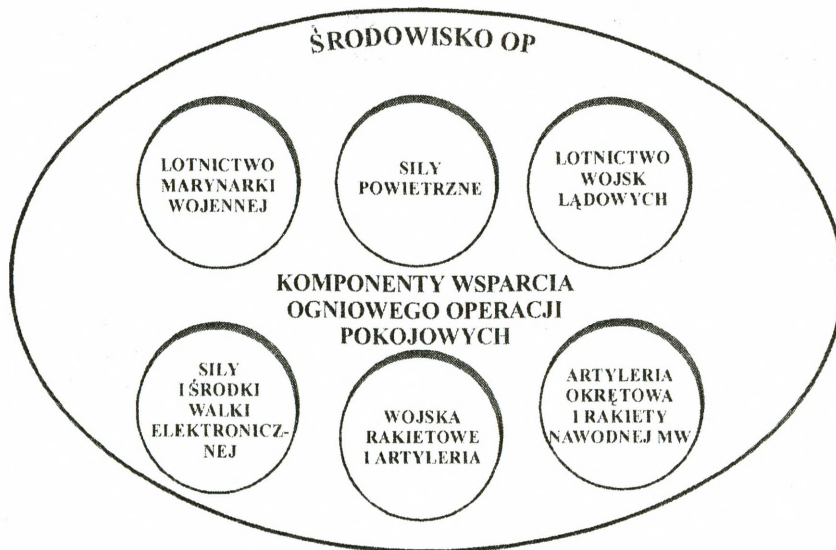 ŚRODOWISKO OP
LOTNICTWO
MARYNARKI
WOJENNEJ
SIŁY
POWIETRZNE
LOTNICTWO
WOJSK
LĄDOWYCH
KOMPONENTY WSPARCIA
OGNIOWEGO OPERACJI
POKOJOWYCH
SIŁY
I ŚRODKI
WALKI
ELEKTRONICZ-
NEJ
WOJSKA
RAKIETOWE
I ARTYLERIA
ARTYLERIA
OKRĘTOWA
I RAKIETY
NAWODNEJ MW